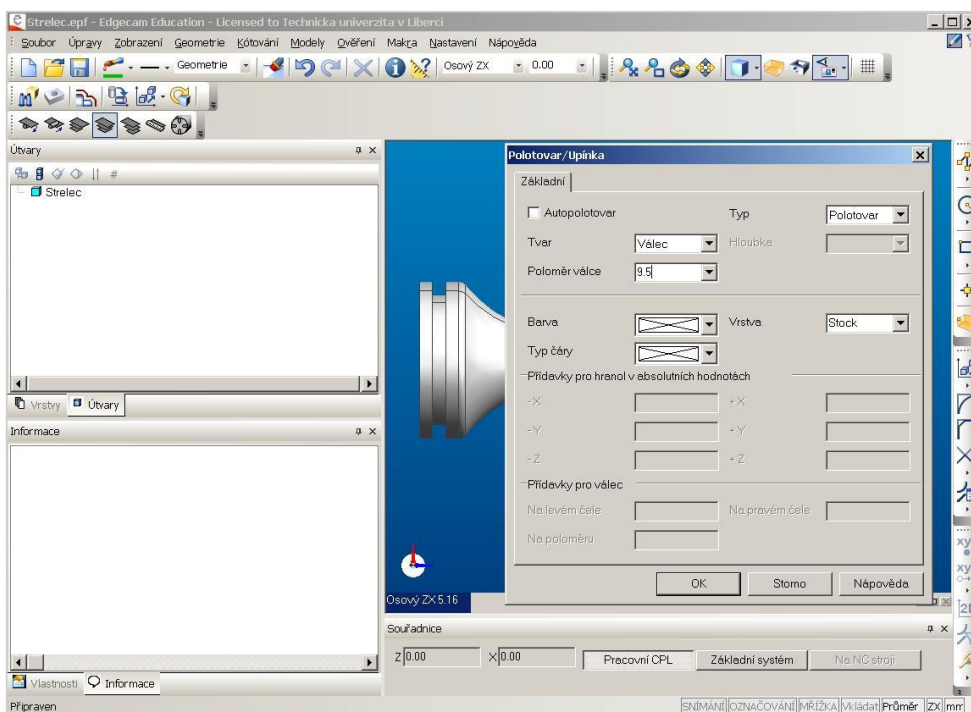 Strelec.epf - Edgecam Education - Licensed to Technicka univerzita v Liberci
Soubor Úpravy Zobrazení Geometrie Kótování Modely Ověření Makra Nastavení Nápověda
Geometrie Osový ZX 0.00
Útvary
Strelec
Vrstvy Útvary
Informace
Vlastnosti Informace
Připraven
Polotovar/Upínka
Základní
Autopolotovar Typ Polotovar
Tvar Válec Hloubka
Poloměr válce 9.5
Barva Vrstva Stock
Typ čáry
Přídavky pro hranol v absolutních hodnotách
-X +X
-Y +Y
-Z +Z
Přídavky pro válec
Na levém čele Na pravém čele
Na poloměru
OK Storno Nápověda
Osový ZX 5.16
Souřadnice
Z 0.00 X 0.00 Pracovní CPL Základní systém Na NC stroji
SNÍMÁNÍ OZNAČOVÁNÍ MŘÍŽKA Vkládat Průměr ZX mm